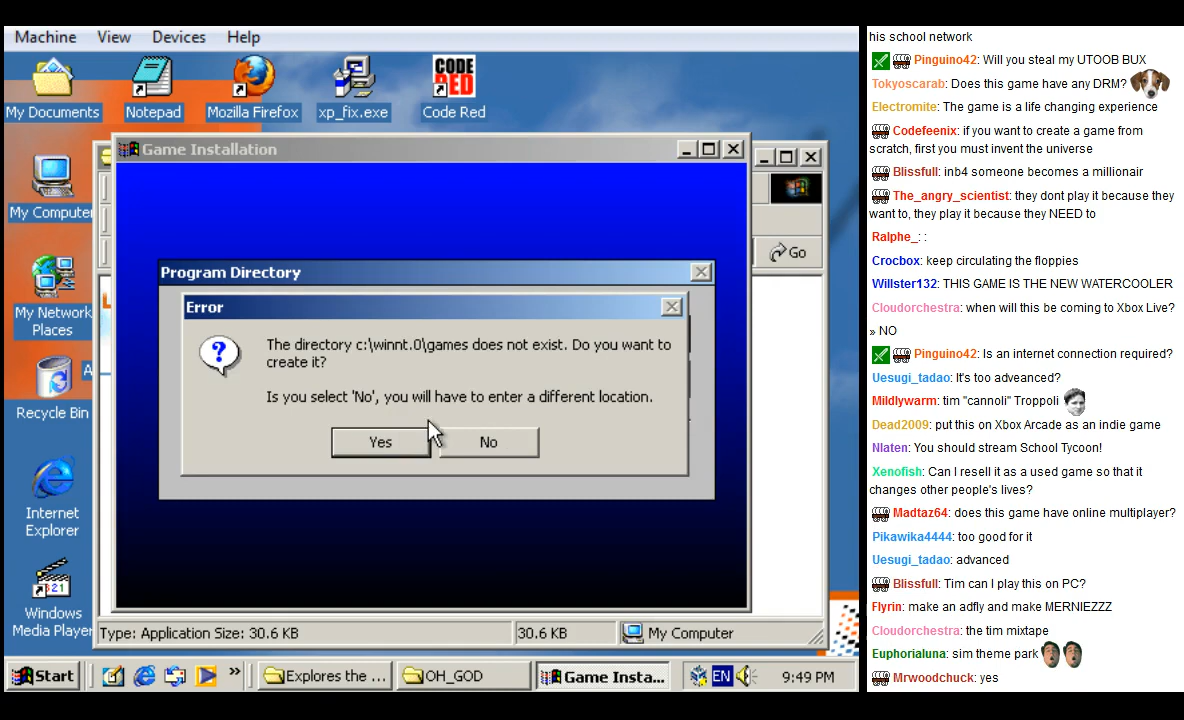 Machine View Devices Help
My Documents
Notepad
Mozilla Firefox
xp_fix.exe
CODE
RED
Code Red
My Computer
My Network
Places
Recycle Bin
Internet
Explorer
321
Windows
Media Player
Game Installation
Go
Program Directory
Error
The directory c:\winnt.0\games does not exist. Do you want to
create it?
Is you select 'No', you will have to enter a different location.
Yes
No
Type: Application Size: 30.6 KB
30.6 KB
My Computer
Start
»
Explores the ...
OH_GOD
Game Insta...
EN
9:49 PM
his school network
Pinguino42: Will you steal my UTOOB BUX
Tokyoscarab: Does this game have any DRM?
Electromite: The game is a life changing experience
Codefeenix: if you want to create a game from
scratch, first you must invent the universe
Blissfull: inb4 someone becomes a millionair
The_angry_scientist: they dont play it because they
want to, they play it because they NEED to
Ralphe_: :
Crocbox: keep circulating the floppies
Willster132: THIS GAME IS THE NEW WATERCOOLER
Cloudorchestra: when will this be coming to Xbox Live?
» NO
Pinguino42: Is an internet connection required?
Uesugi_tadao: It's too adveanced?
Mildlywarm: tim "cannoli" Troppoli
Dead2009: put this on Xbox Arcade as an indie game
Nlaten: You should stream School Tycoon!
Xenofish: Can I resell it as a used game so that it
changes other people's lives?
Madtaz64: does this game have online multiplayer?
Pikawika4444: too good for it
Uesugi_tadao: advanced
Blissfull: Tim can I play this on PC?
Flyrin: make an adfly and make MERNIEZZZ
Cloudorchestra: the tim mixtape
Euphorialuna: sim theme park
Mrwoodchuck: yes